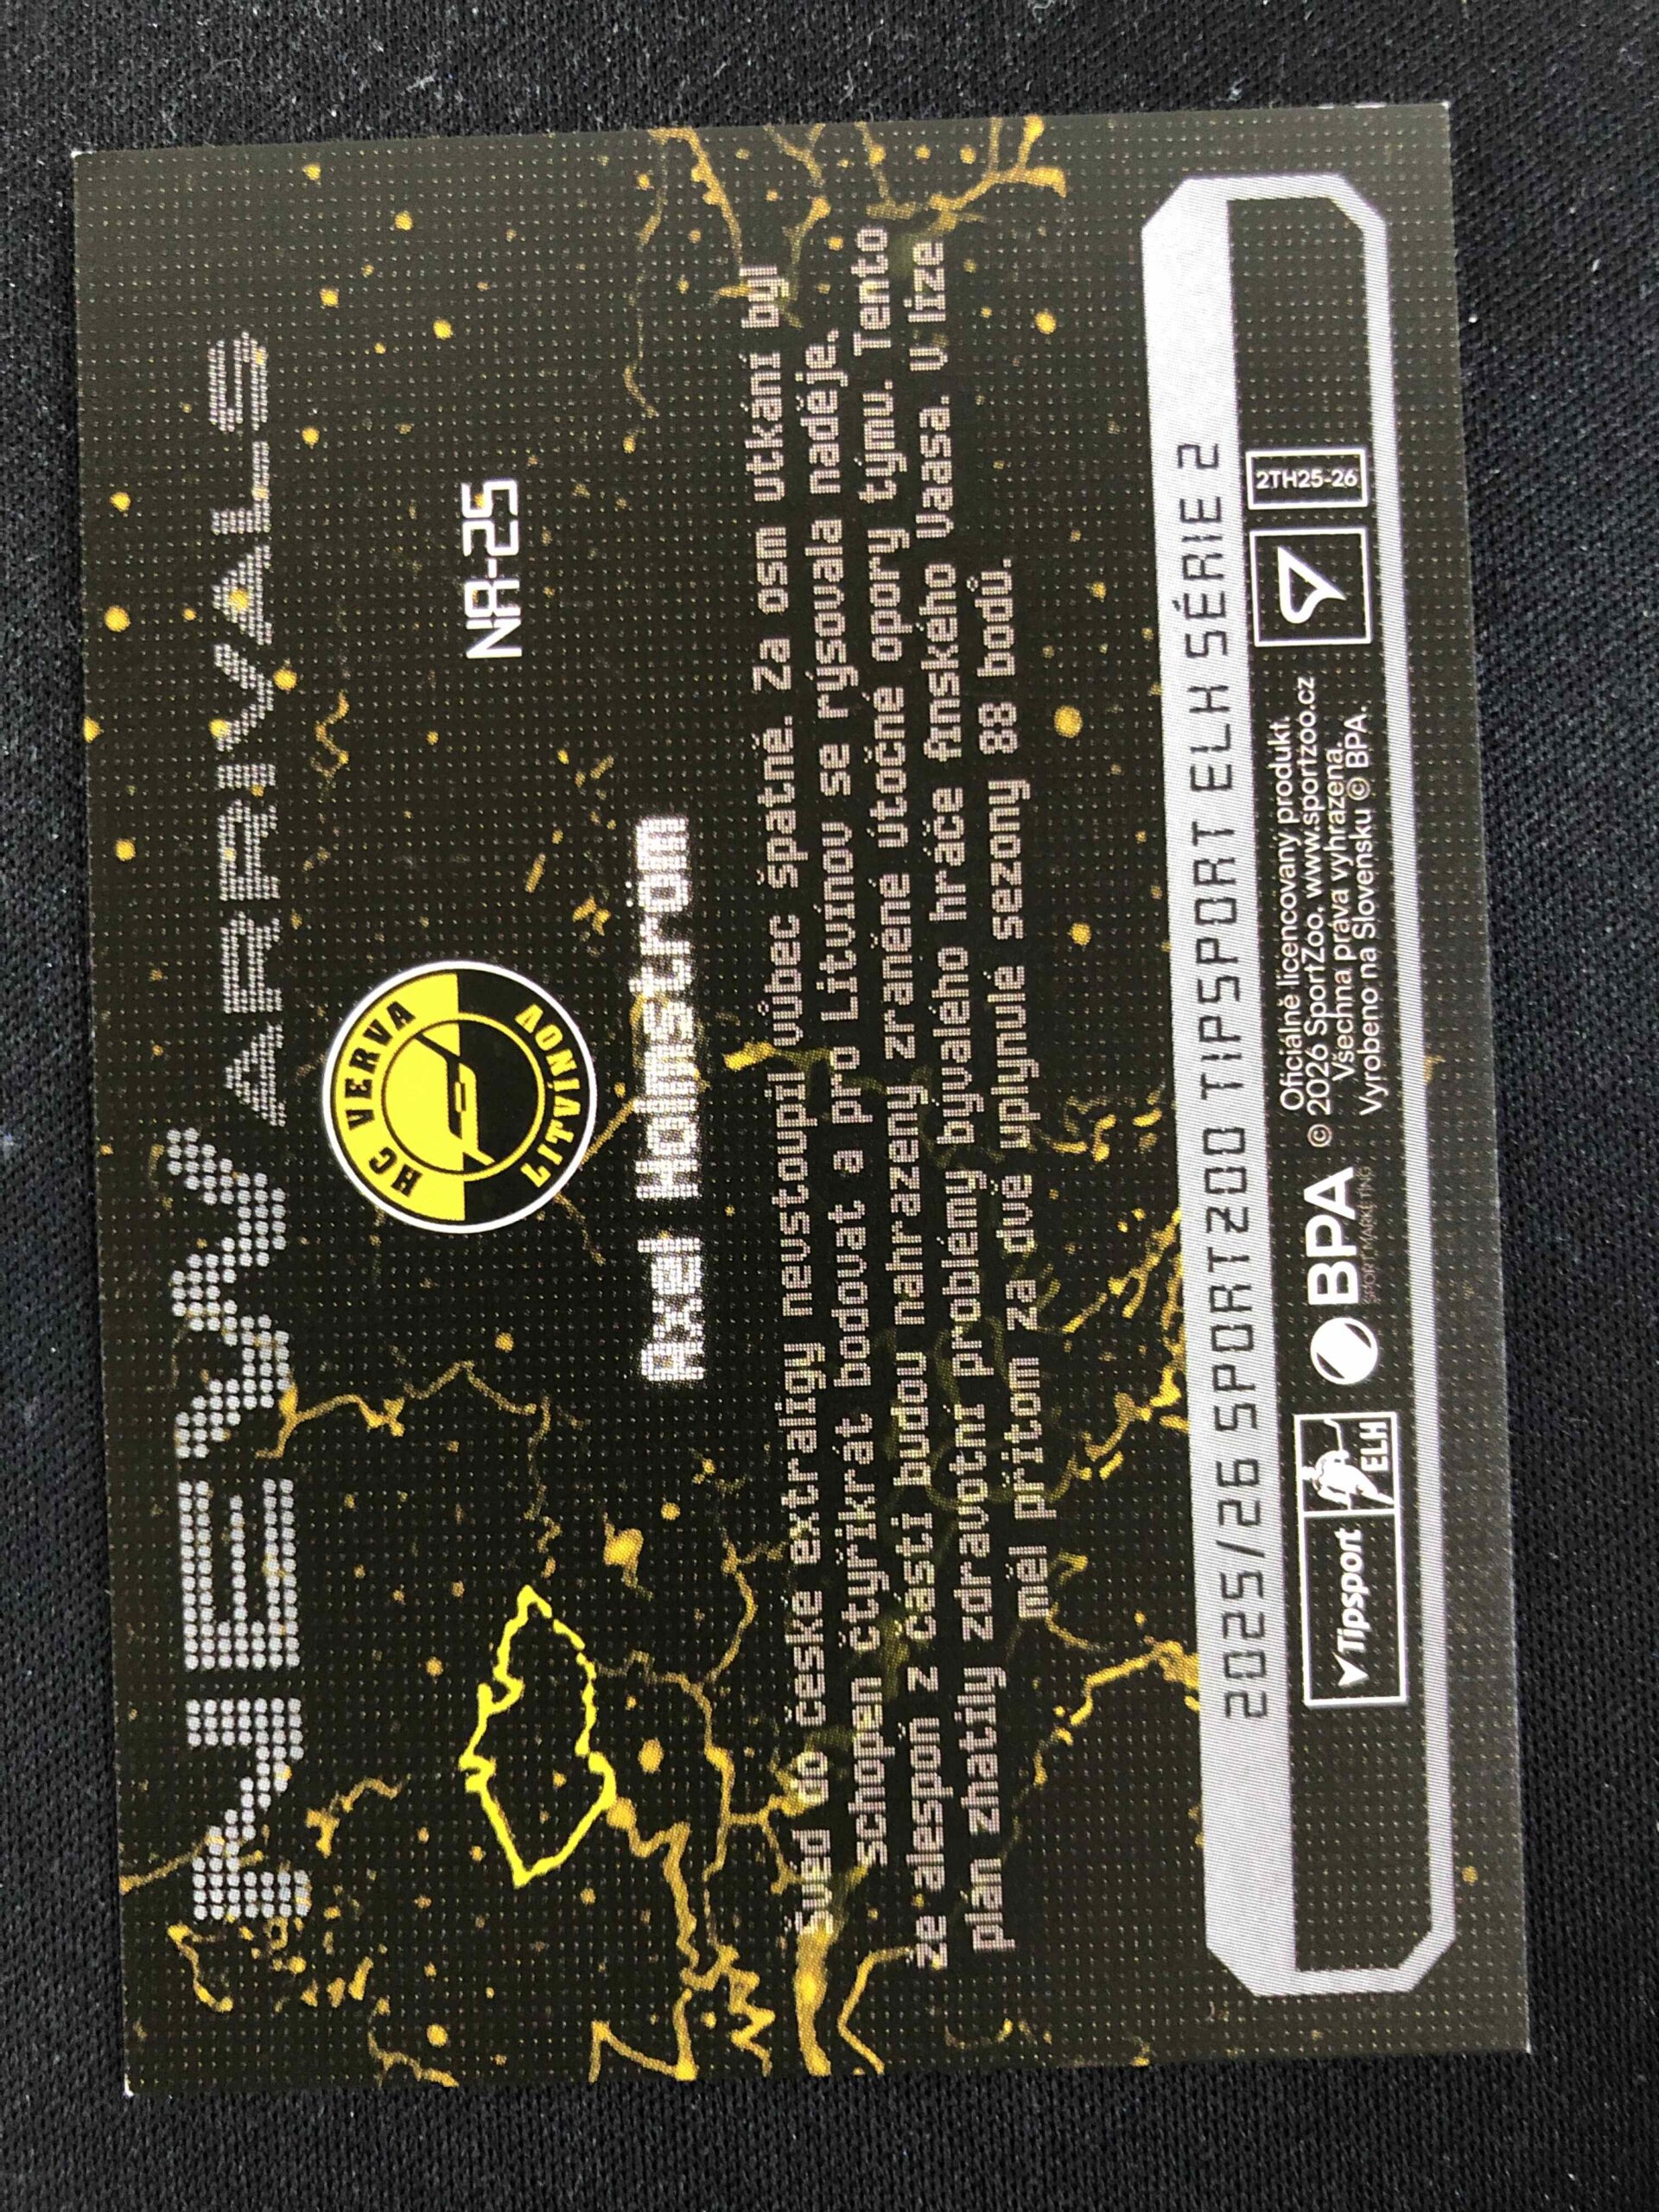 NEW ARRIVALS
HC VERVA
LITVÍNOV
NA-25
Axel Holmström
Švéd do české extraligy nevstoupil vůbec špatně. Za osm utkání byl
schopen čtyřikrát bodovat a pro Litvínov se rýsovala naděje,
že alespoň z části budou nahrazeny zraněné útočné opory týmu. Tento
plán zhatily zdravotní problémy bývalého hráče finského Vaasa. V lize
měl přitom za dvě uplynulé sezony 88 bodů.
2025/26 SPORTZOO TIPSPORT ELH SÉRIE 2
Tipsport
ELH
BPA
SPORT MARKETING
Oficiálně licencovaný produkt.
© 2026 SportZoo, www.sportzoo.cz
Všechna práva vyhrazena.
Vyrobeno na Slovensku © BPA.
2TH25-26